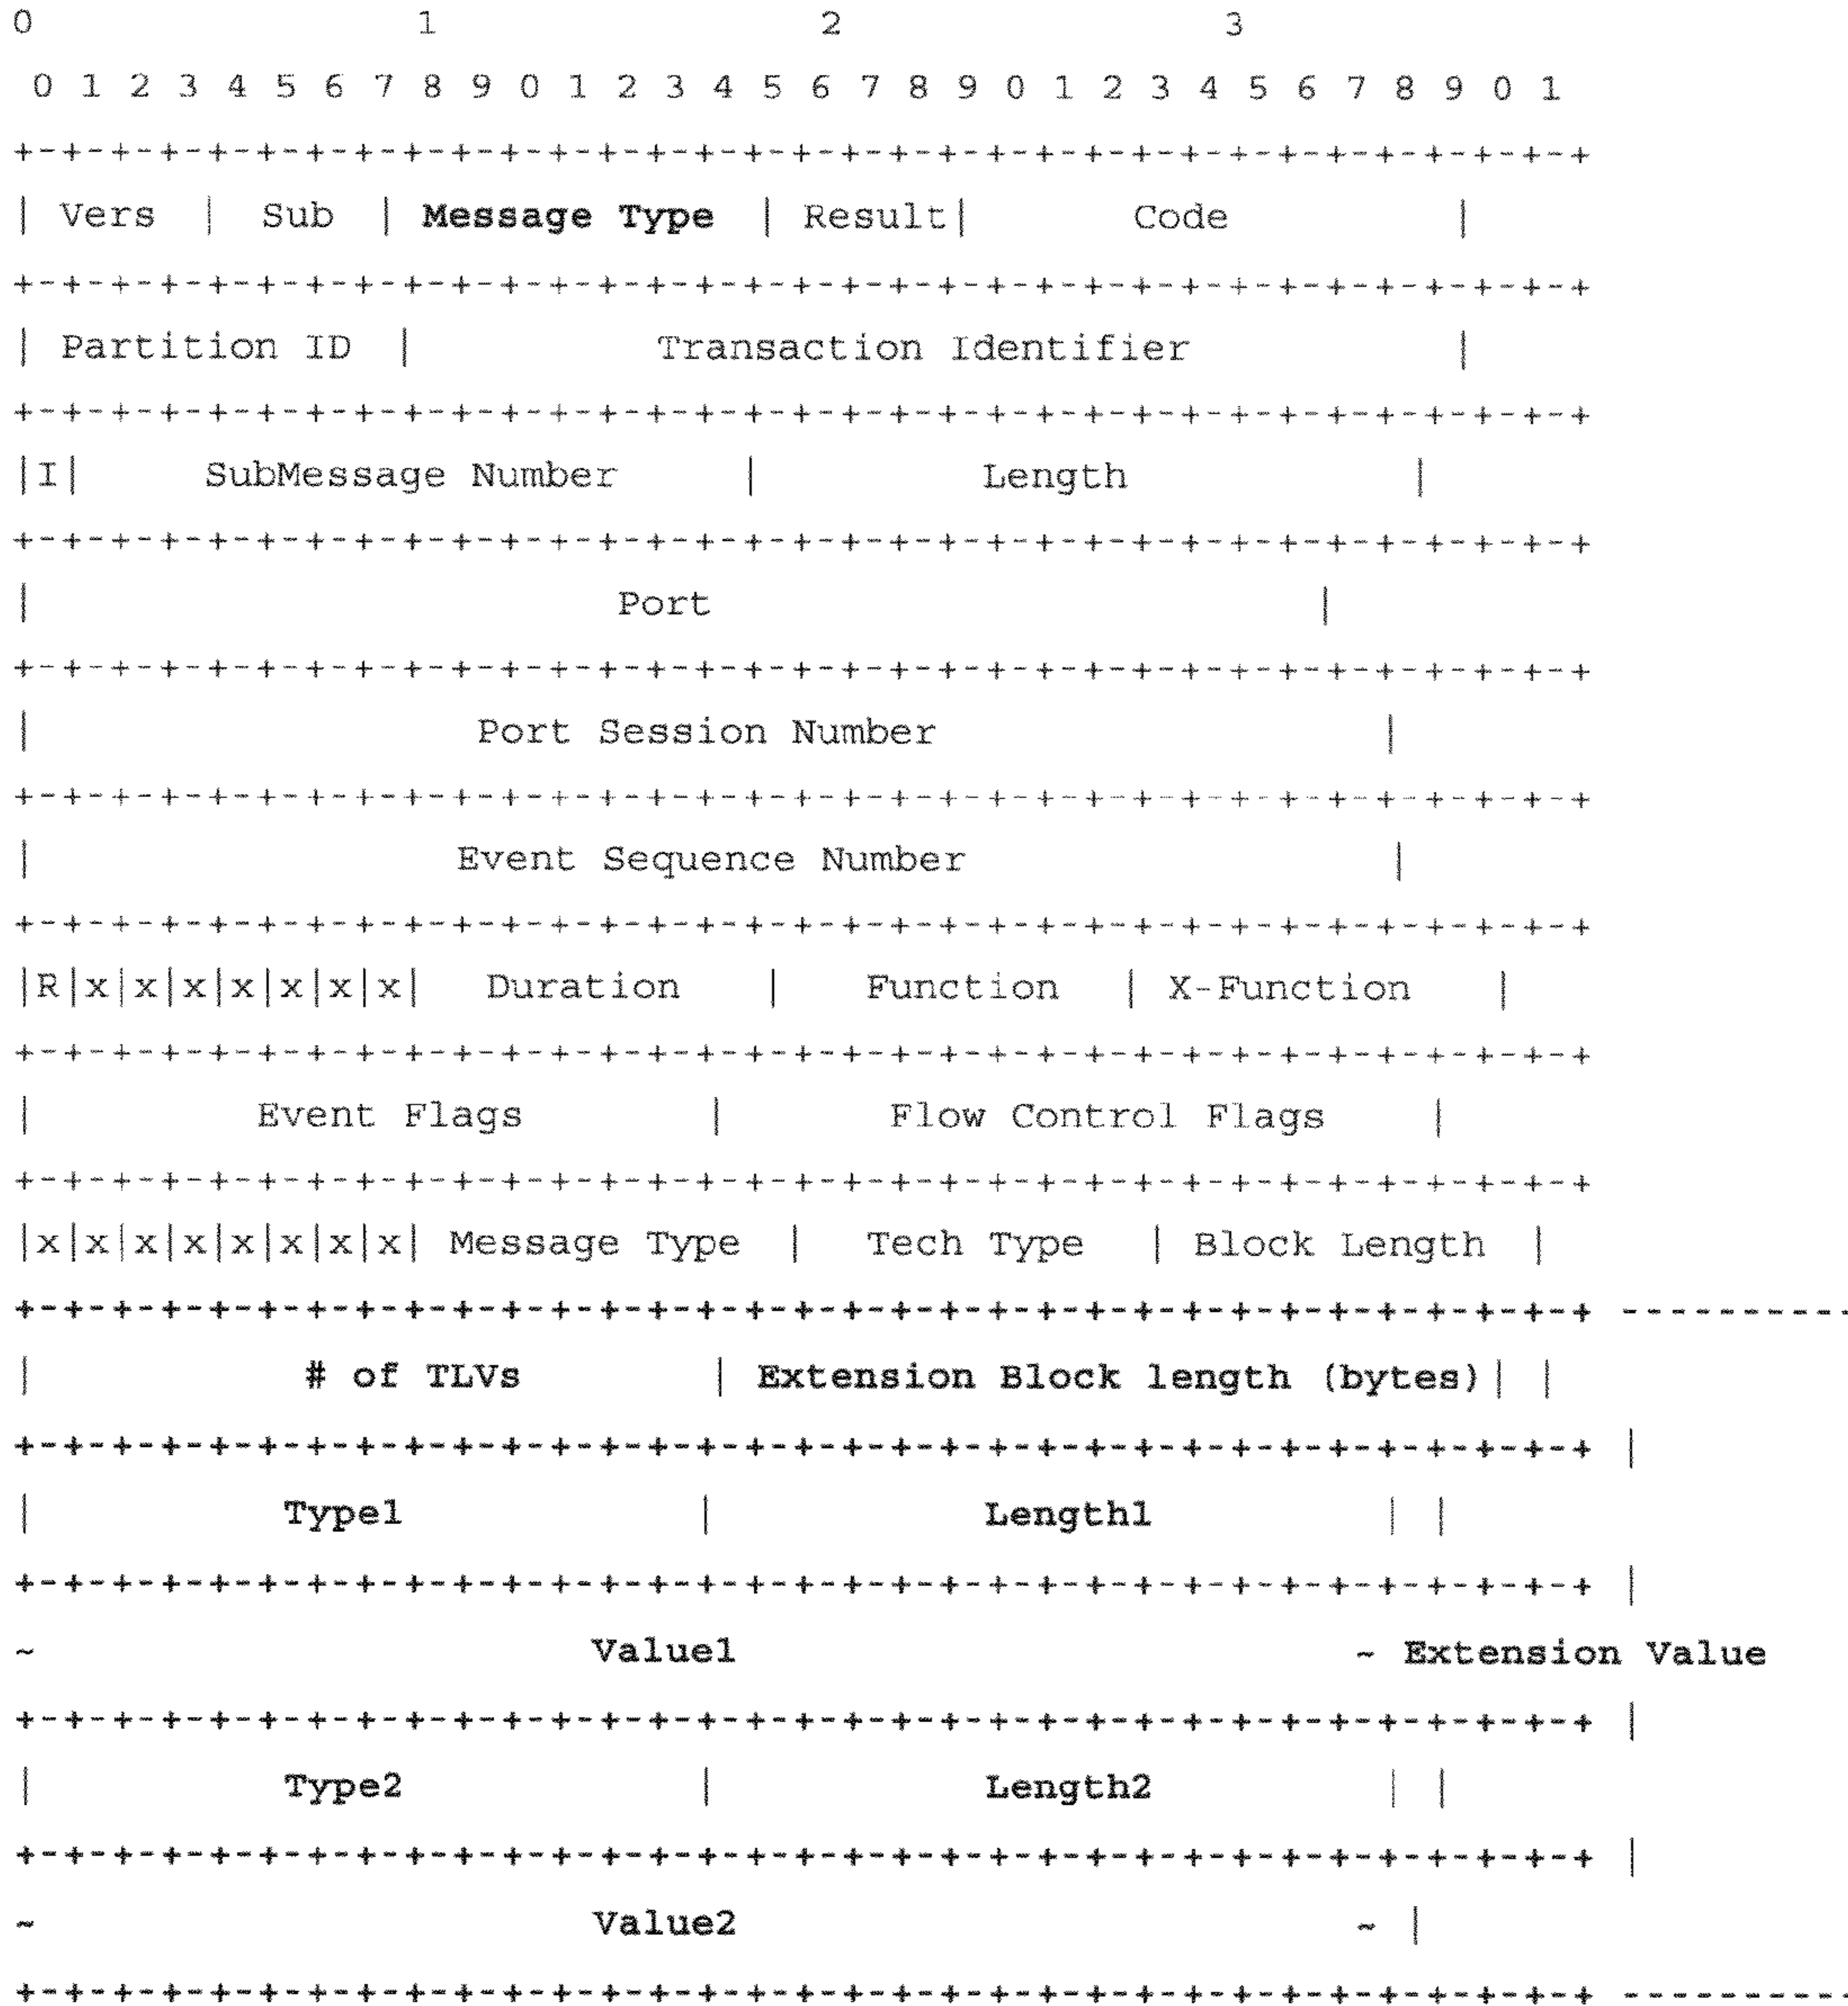 0 1 2 3
0 1 2 3 4 5 6 7 8 9 0 1 2 3 4 5 6 7 8 9 0 1 2 3 4 5 6 7 8 9 0 1
+-+-+-+-+-+-+-+-+-+-+-+-+-+-+-+-+-+-+-+-+-+-+-+-+-+-+-+-+-+-+-+-+
| Vers | Sub | Message Type | Result| Code |
+-+-+-+-+-+-+-+-+-+-+-+-+-+-+-+-+-+-+-+-+-+-+-+-+-+-+-+-+-+-+-+-+
| Partition ID | Transaction Identifier |
+-+-+-+-+-+-+-+-+-+-+-+-+-+-+-+-+-+-+-+-+-+-+-+-+-+-+-+-+-+-+-+-+
|I| SubMessage Number | Length |
+-+-+-+-+-+-+-+-+-+-+-+-+-+-+-+-+-+-+-+-+-+-+-+-+-+-+-+-+-+-+-+-+
| Port |
+-+-+-+-+-+-+-+-+-+-+-+-+-+-+-+-+-+-+-+-+-+-+-+-+-+-+-+-+-+-+-+-+
| Port Session Number |
+-+-+-+-+-+-+-+-+-+-+-+-+-+-+-+-+-+-+-+-+-+-+-+-+-+-+-+-+-+-+-+-+
| Event Sequence Number |
+-+-+-+-+-+-+-+-+-+-+-+-+-+-+-+-+-+-+-+-+-+-+-+-+-+-+-+-+-+-+-+-+
|R|x|x|x|x|x|x|x| Duration | Function | X-Function |
+-+-+-+-+-+-+-+-+-+-+-+-+-+-+-+-+-+-+-+-+-+-+-+-+-+-+-+-+-+-+-+-+
| Event Flags | Flow Control Flags |
+-+-+-+-+-+-+-+-+-+-+-+-+-+-+-+-+-+-+-+-+-+-+-+-+-+-+-+-+-+-+-+-+
|x|x|x|x|x|x|x|x| Message Type | Tech Type | Block Length |
+-+-+-+-+-+-+-+-+-+-+-+-+-+-+-+-+-+-+-+-+-+-+-+-+-+-+-+-+-+-+-+-+ ----------
| # of TLVs | Extension Block length (bytes)| |
+-+-+-+-+-+-+-+-+-+-+-+-+-+-+-+-+-+-+-+-+-+-+-+-+-+-+-+-+-+-+-+-+ |
| Type1 | Length1 | |
+-+-+-+-+-+-+-+-+-+-+-+-+-+-+-+-+-+-+-+-+-+-+-+-+-+-+-+-+-+-+-+-+ |
~ Value1 ~ Extension Value
+-+-+-+-+-+-+-+-+-+-+-+-+-+-+-+-+-+-+-+-+-+-+-+-+-+-+-+-+-+-+-+-+ |
| Type2 | Length2 | |
+-+-+-+-+-+-+-+-+-+-+-+-+-+-+-+-+-+-+-+-+-+-+-+-+-+-+-+-+-+-+-+-+ |
~ Value2 ~ |
+-+-+-+-+-+-+-+-+-+-+-+-+-+-+-+-+-+-+-+-+-+-+-+-+-+-+-+-+-+-+-+-+ ----------